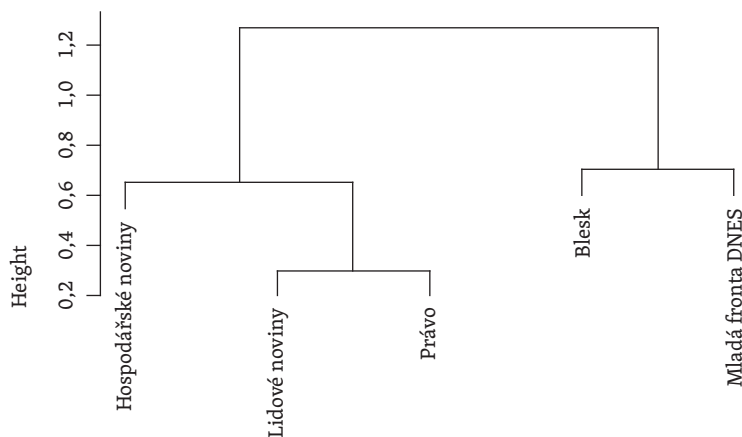 Height
1,2
1,0
0,8
0,6
0,4
0,2
Hospodářské noviny
Lidové noviny
Právo
Blesk
Mladá fronta DNES